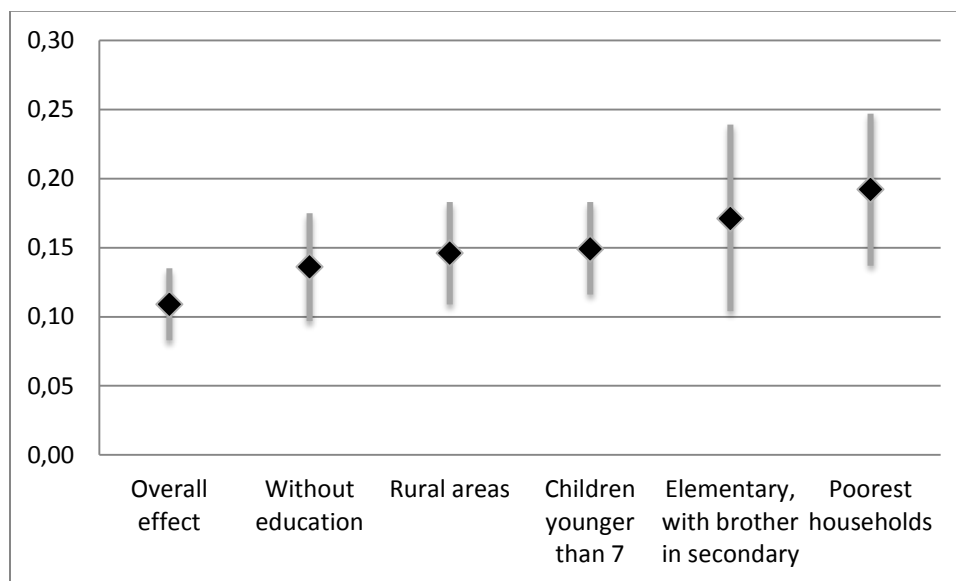 0,30
0,25
0,20
0,15
0,10
0,05
0,00
Overall
effect
Without
education
Rural areas
Children
younger
than 7
Elementary,
with brother
in secondary
Poorest
households